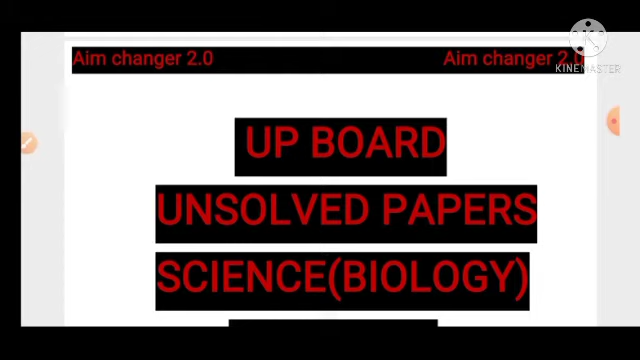 Aim changer 2.0 Aim changer 2.0
KINEMASTER
UP BOARD
UNSOLVED PAPERS
SCIENCE(BIOLOGY)